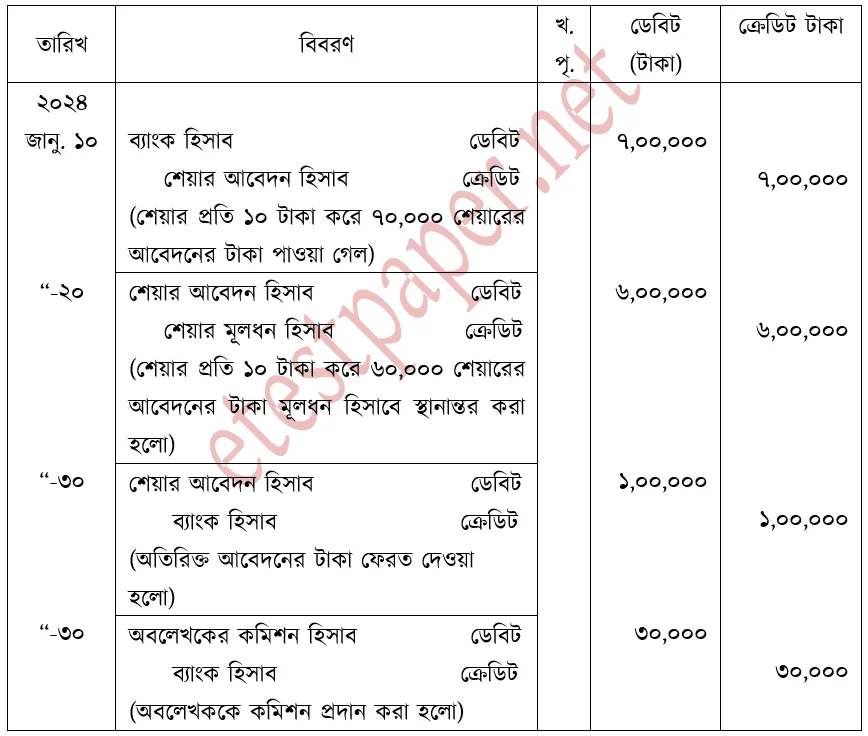 তারিখ বিবরণ খ. পৃ. ডেবিট (টাকা) ক্রেডিট টাকা
২০২৪
জানু. ১০ ব্যাংক হিসাব ডেবিট ৭,০০,০০০
শেয়ার আবেদন হিসাব ক্রেডিট ৭,০০,০০০
(শেয়ার প্রতি ১০ টাকা করে ৭০,০০০ শেয়ারের
আবেদনের টাকা পাওয়া গেল)
“-২০ শেয়ার আবেদন হিসাব ডেবিট ৬,০০,০০০
শেয়ার মূলধন হিসাব ক্রেডিট ৬,০০,০০০
(শেয়ার প্রতি ১০ টাকা করে ৬০,০০০ শেয়ারের
আবেদনের টাকা মূলধন হিসাবে স্থানান্তর করা
হলো)
“-৩০ শেয়ার আবেদন হিসাব ডেবিট ১,০০,০০০
ব্যাংক হিসাব ক্রেডিট ১,০০,০০০
(অতিরিক্ত আবেদনের টাকা ফেরত দেওয়া
হলো)
“-৩০ অবলেখকের কমিশন হিসাব ডেবিট ৩০,০০০
ব্যাংক হিসাব ক্রেডিট ৩০,০০০
(অবলেখককে কমিশন প্রদান করা হলো)
etestpaper.net